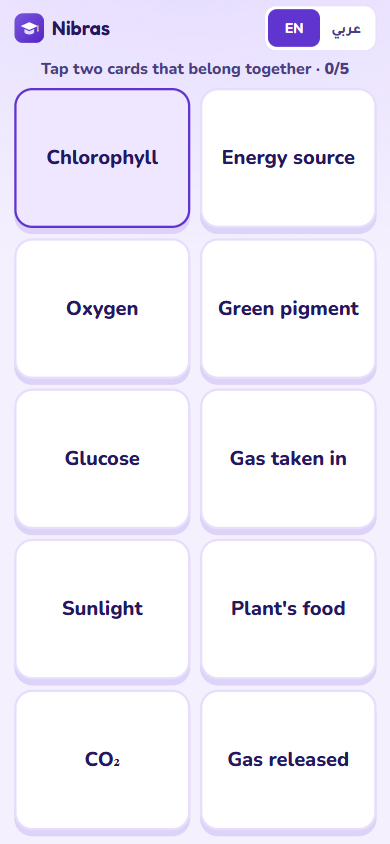 Nibras
EN عربي
Tap two cards that belong together · 0/5
Chlorophyll
Energy source
Oxygen
Green pigment
Glucose
Gas taken in
Sunlight
Plant's food
CO₂
Gas released